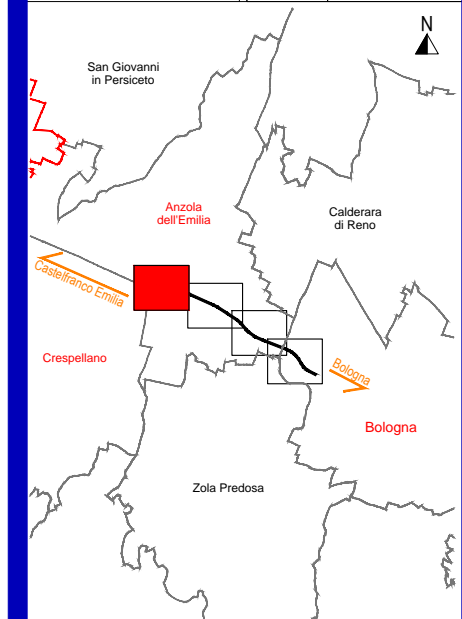 N
San Giovanni
in Persiceto
Anzola
dell'Emilia
Calderara
di Reno
Castelfranco Emilia
Crespellano
Bologna
Bologna
Zola Predosa